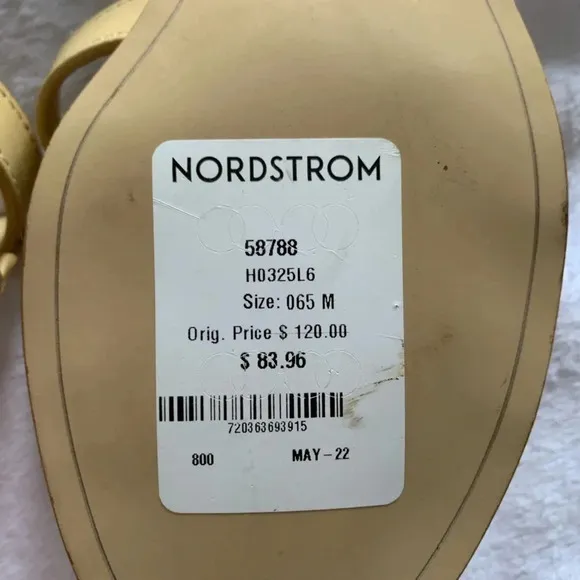 NORDSTROM
58788
H0325L6
Size: 065 M
Orig. Price $ 120.00
$ 83.96
720363693915
800 MAY-22